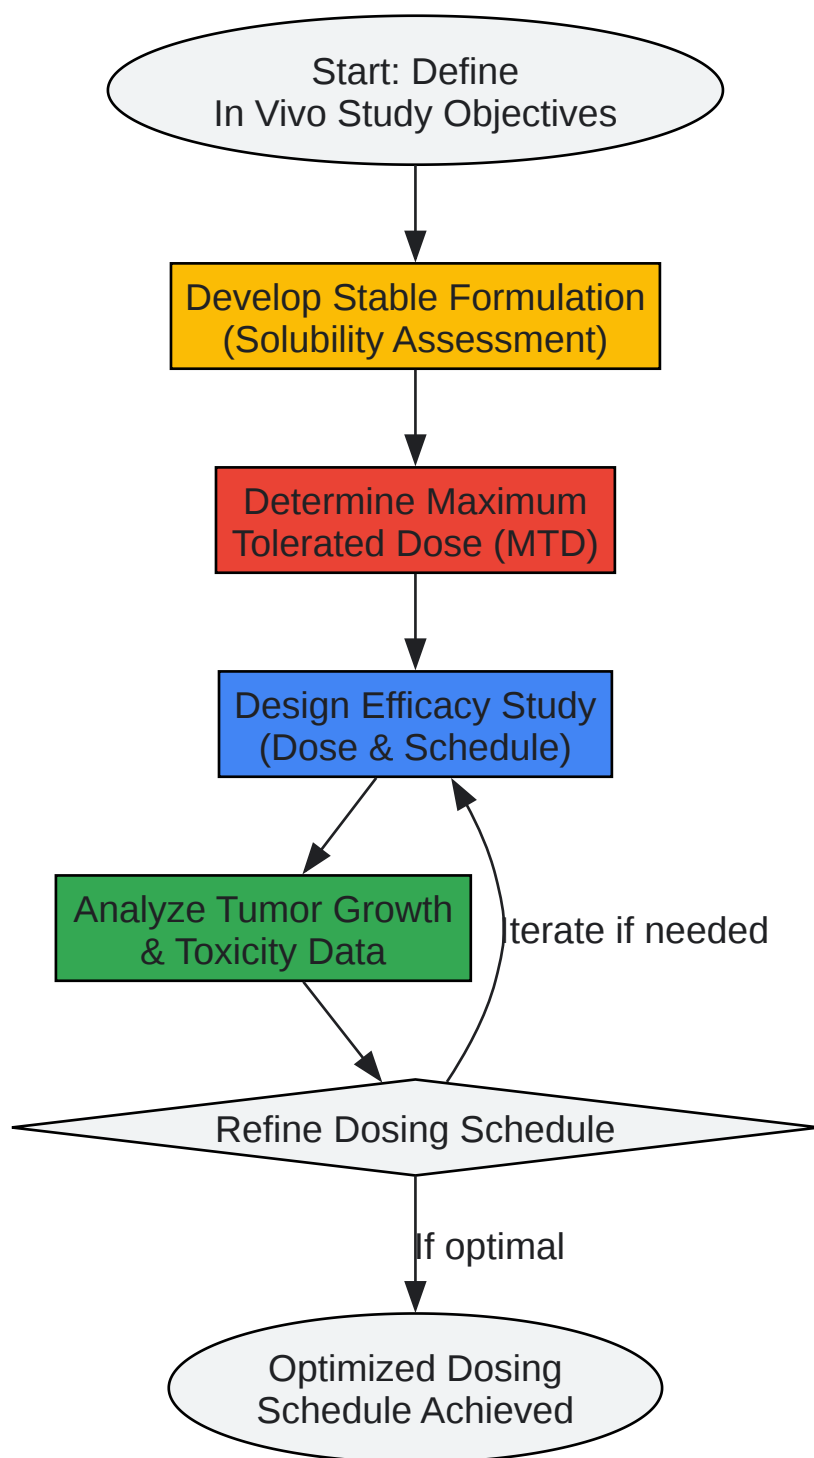 Start: Define
In Vivo Study Objectives
Develop Stable Formulation
(Solubility Assessment)
Determine Maximum
Tolerated Dose (MTD)
Design Efficacy Study
(Dose & Schedule)
Analyze Tumor Growth
& Toxicity Data
Iterate if needed
Refine Dosing Schedule
If optimal
Optimized Dosing
Schedule Achieved